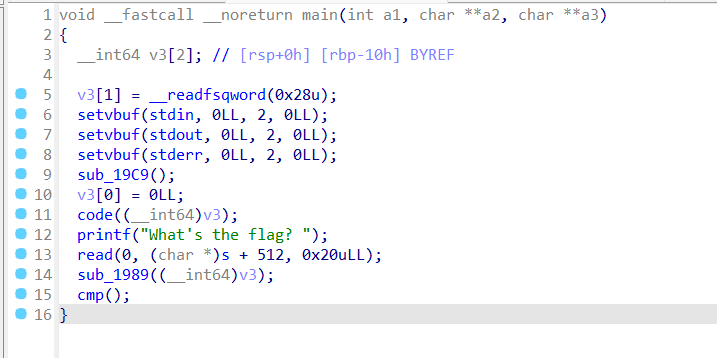 1 void __fastcall __noreturn main(int a1, char **a2, char **a3)
2 {
3   __int64 v3[2]; // [rsp+0h] [rbp-10h] BYREF
4
5   v3[1] = __readfsqword(0x28u);
6   setvbuf(stdin, 0LL, 2, 0LL);
7   setvbuf(stdout, 0LL, 2, 0LL);
8   setvbuf(stderr, 0LL, 2, 0LL);
9   sub_19C9();
10   v3[0] = 0LL;
11   code((__int64)v3);
12   printf("What's the flag? ");
13   read(0, (char *)s + 512, 0x20uLL);
14   sub_1989((__int64)v3);
15   cmp();
16 }